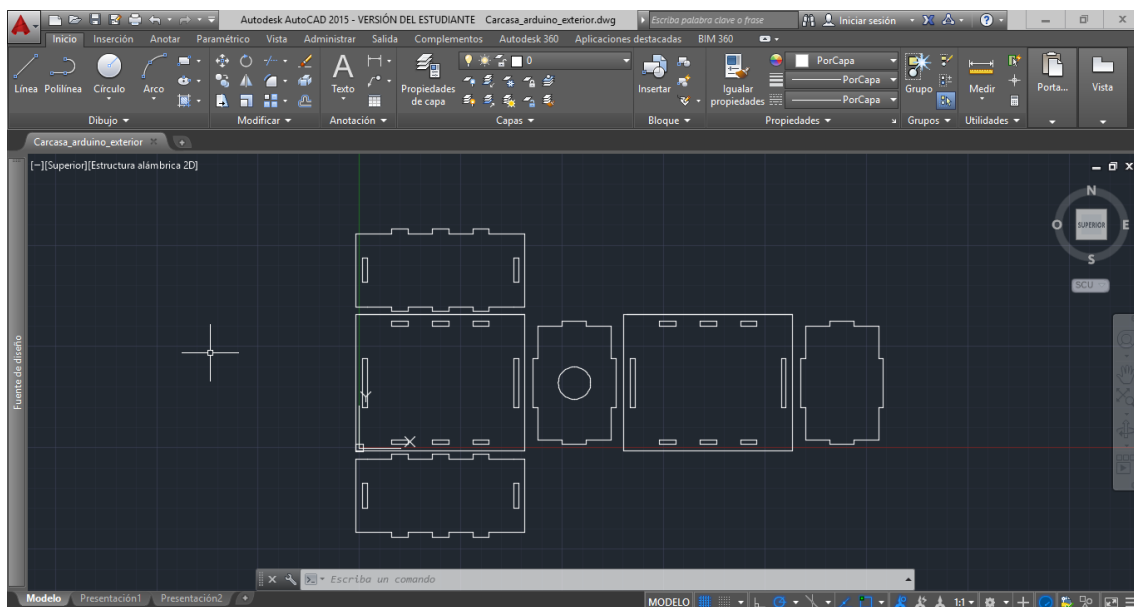 Autodesk AutoCAD 2015 - VERSIÓN DEL ESTUDIANTE Carcasa_arduino_exterior.dwg Escriba palabra clave o frase Iniciar sesión
Inicio Inserción Anotar Paramétrico Vista Administrar Salida Complementos Autodesk 360 Aplicaciones destacadas BIM 360
Línea Polilínea Círculo Arco
Texto
Propiedades de capa
0
Insertar
Igualar propiedades
PorCapa
PorCapa
PorCapa
Grupo
Medir
Porta...
Vista
Dibujo Modificar Anotación Capas Bloque Propiedades Grupos Utilidades
Carcasa_arduino_exterior
[−][Superior][Estructura alámbrica 2D]
N
O SUPERIOR E
S
SCU
Fuente de diseño
Y
X
Escriba un comando
Modelo Presentación1 Presentación2
MODELO 1:1